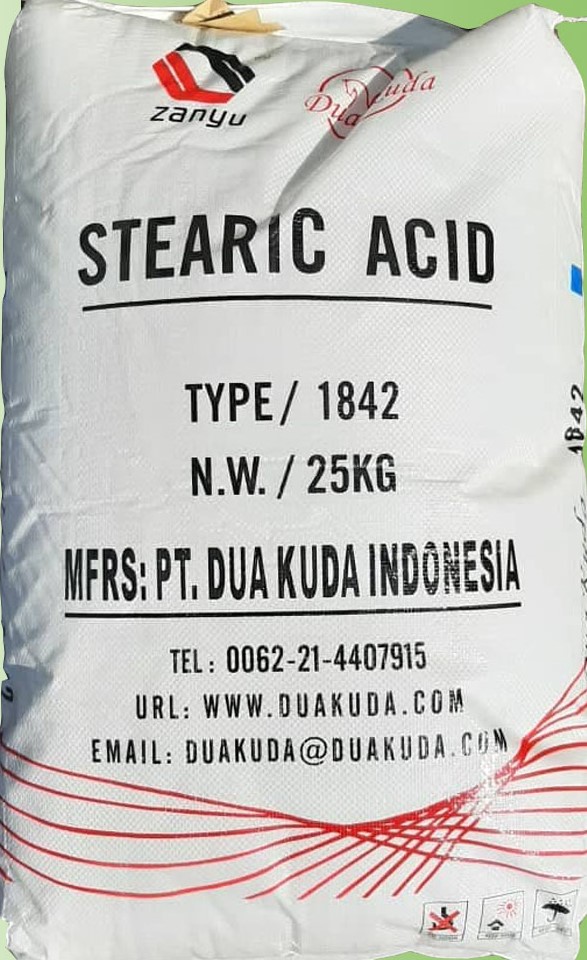 zanyu
Dua Kuda
STEARIC ACID
TYPE/ 1842
N.W. / 25KG
MFRS: PT. DUA KUDA INDONESIA
TEL: 0062-21-4407915
URL: WWW.DUAKUDA.COM
EMAIL: DUAKUDA@DUAKUDA.COM
1842